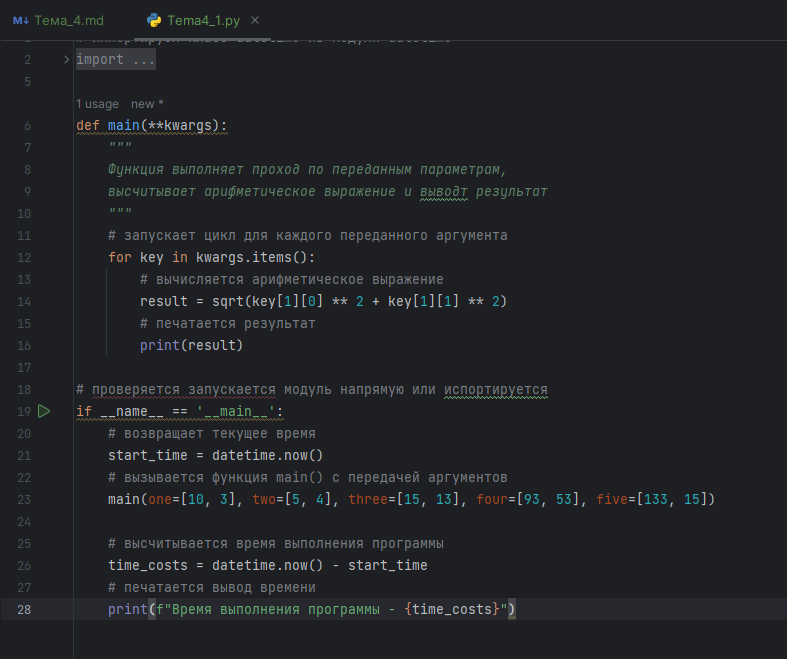 M↓ Тема_4.md Tema4_1.py ×
2 import ...
5
1 usage new *
6 def main(**kwargs):
7 """
8 Функция выполняет проход по переданным параметрам,
9 высчитывает арифметическое выражение и выводт результат
10 """
11 # запускает цикл для каждого переданного аргумента
12 for key in kwargs.items():
13 # вычисляется арифметическое выражение
14 result = sqrt(key[1][0] ** 2 + key[1][1] ** 2)
15 # печатается результат
16 print(result)
17
18 # проверяется запускается модуль напрямую или испортируется
19 if __name__ == '__main__':
20 # возвращает текущее время
21 start_time = datetime.now()
22 # вызывается функция main() с передачей аргументов
23 main(one=[10, 3], two=[5, 4], three=[15, 13], four=[93, 53], five=[133, 15])
24
25 # высчитывается время выполнения программы
26 time_costs = datetime.now() - start_time
27 # печатается вывод времени
28 print(f"Время выполнения программы - {time_costs}")